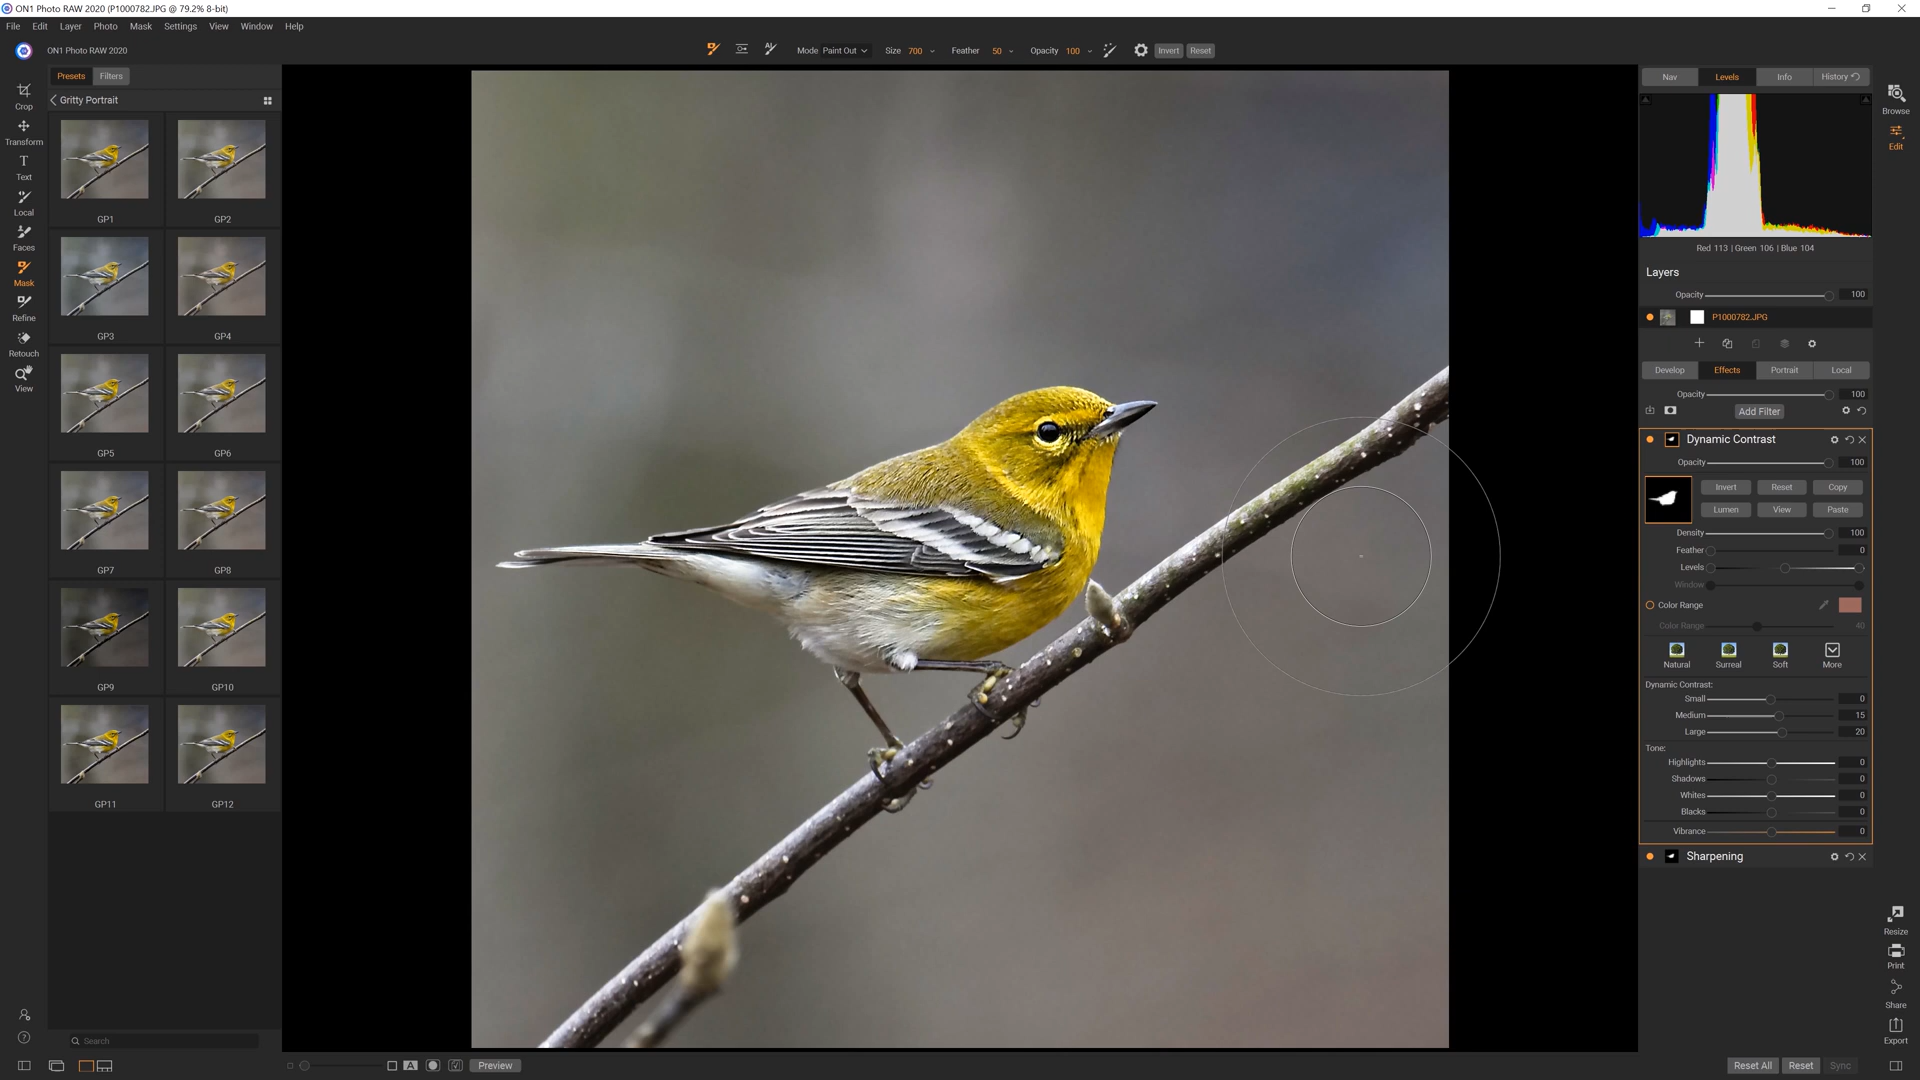 ON1 Photo RAW 2020 (P1000782.JPG @ 79.2% 8-bit)
File Edit Layer Photo Mask Settings View Window Help
ON1 Photo RAW 2020
Mode Paint Out Size 700 Feather 50 Opacity 100 Invert Reset
Presets Filters
Gritty Portrait
GP1 GP2
GP3 GP4
GP5 GP6
GP7 GP8
GP9 GP10
GP11 GP12
Search
Crop
Transform
Text
Local
Faces
Mask
Refine
Retouch
View
Preview
Nav Levels Info History
Red 113 | Green 106 | Blue 104
Layers
Opacity 100
P1000782.JPG
Develop Effects Portrait Local
Opacity 100
Add Filter
Dynamic Contrast
Opacity 100
Invert Reset Copy
Lumen View Paste
Density 100
Feather 0
Levels
Window
Color Range
Color Range 40
Natural Surreal Soft More
Dynamic Contrast:
Small 0
Medium 15
Large 20
Tone:
Highlights 0
Shadows 0
Whites 0
Blacks 0
Vibrance 0
Sharpening
Reset All Reset Sync
Browse
Edit
Resize
Print
Share
Export